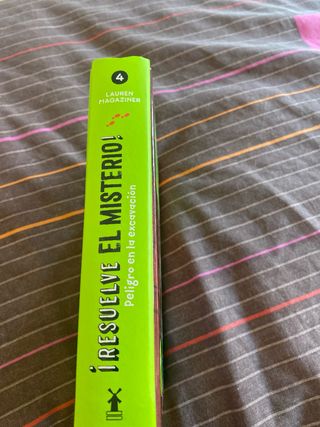 4
LAUREN
MAGAZINER
¡RESUELVE EL MISTERIO!
Peligro en la excavación